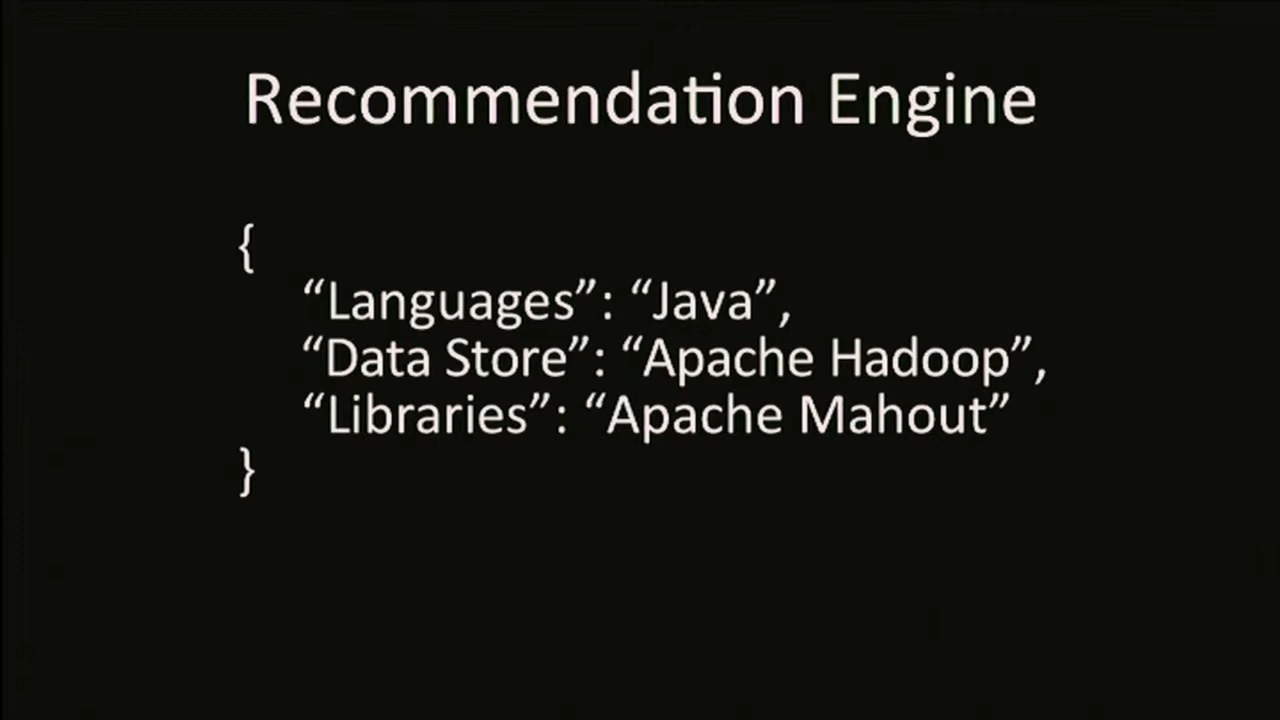 Recommendation Engine
{
“Languages”: “Java”,
“Data Store”: “Apache Hadoop”,
“Libraries”: “Apache Mahout”
}